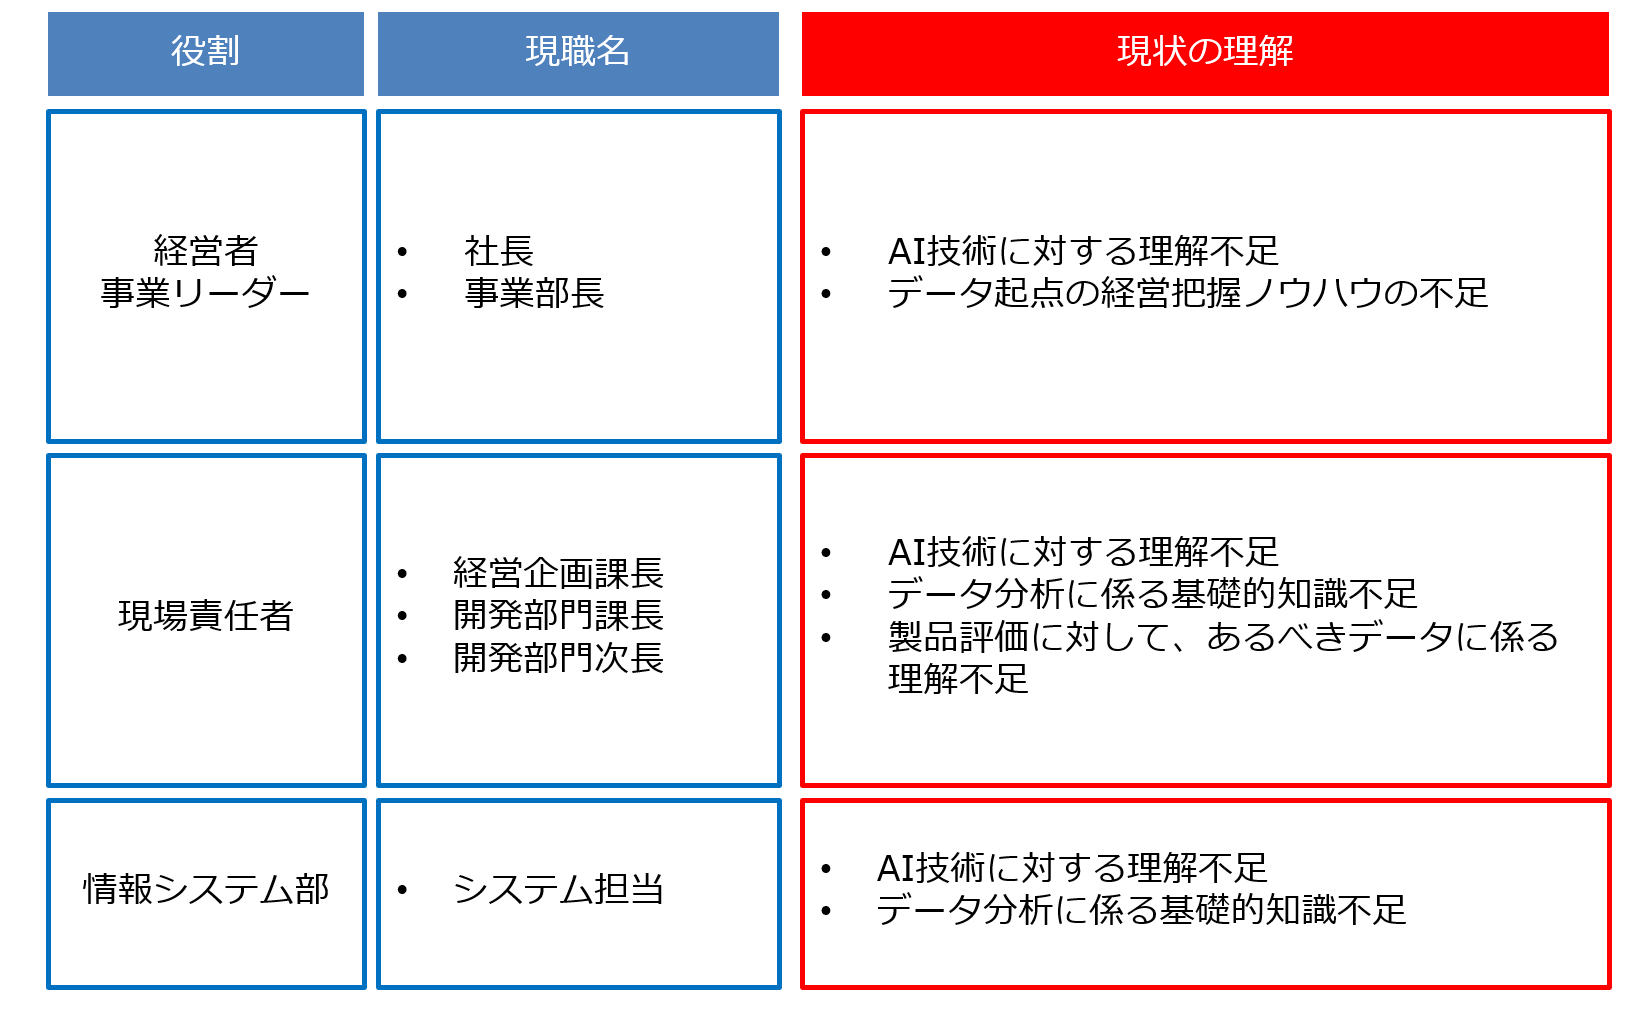 役割
現職名
現状の理解
経営者
事業リーダー
• 社長
• 事業部長
• AI技術に対する理解不足
• データ起点の経営把握ノウハウの不足
現場責任者
• 経営企画課長
• 開発部門課長
• 開発部門次長
• AI技術に対する理解不足
• データ分析に係る基礎的知識不足
• 製品評価に対して、あるべきデータに係る
理解不足
情報システム部
• システム担当
• AI技術に対する理解不足
• データ分析に係る基礎的知識不足